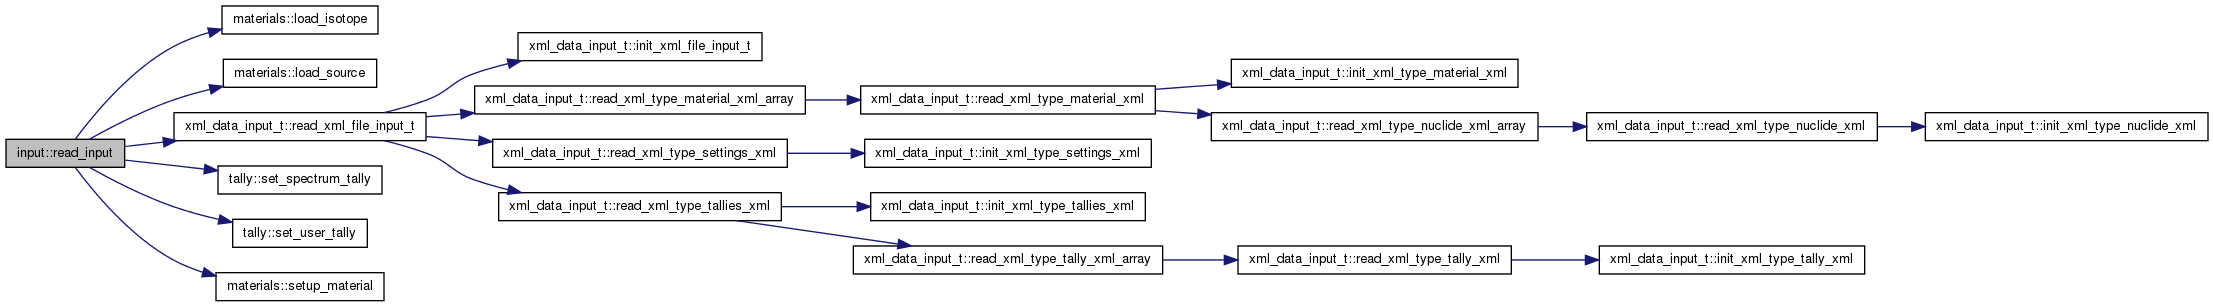 materials::load_isotope
xml_data_input_t::init_xml_file_input_t
materials::load_source
xml_data_input_t::init_xml_type_material_xml
xml_data_input_t::read_xml_type_material_xml_array
xml_data_input_t::read_xml_type_material_xml
xml_data_input_t::read_xml_file_input_t
xml_data_input_t::read_xml_type_nuclide_xml_array
xml_data_input_t::read_xml_type_nuclide_xml
xml_data_input_t::init_xml_type_nuclide_xml
input::read_input
xml_data_input_t::read_xml_type_settings_xml
xml_data_input_t::init_xml_type_settings_xml
tally::set_spectrum_tally
xml_data_input_t::read_xml_type_tallies_xml
xml_data_input_t::init_xml_type_tallies_xml
tally::set_user_tally
xml_data_input_t::read_xml_type_tally_xml_array
xml_data_input_t::read_xml_type_tally_xml
xml_data_input_t::init_xml_type_tally_xml
materials::setup_material